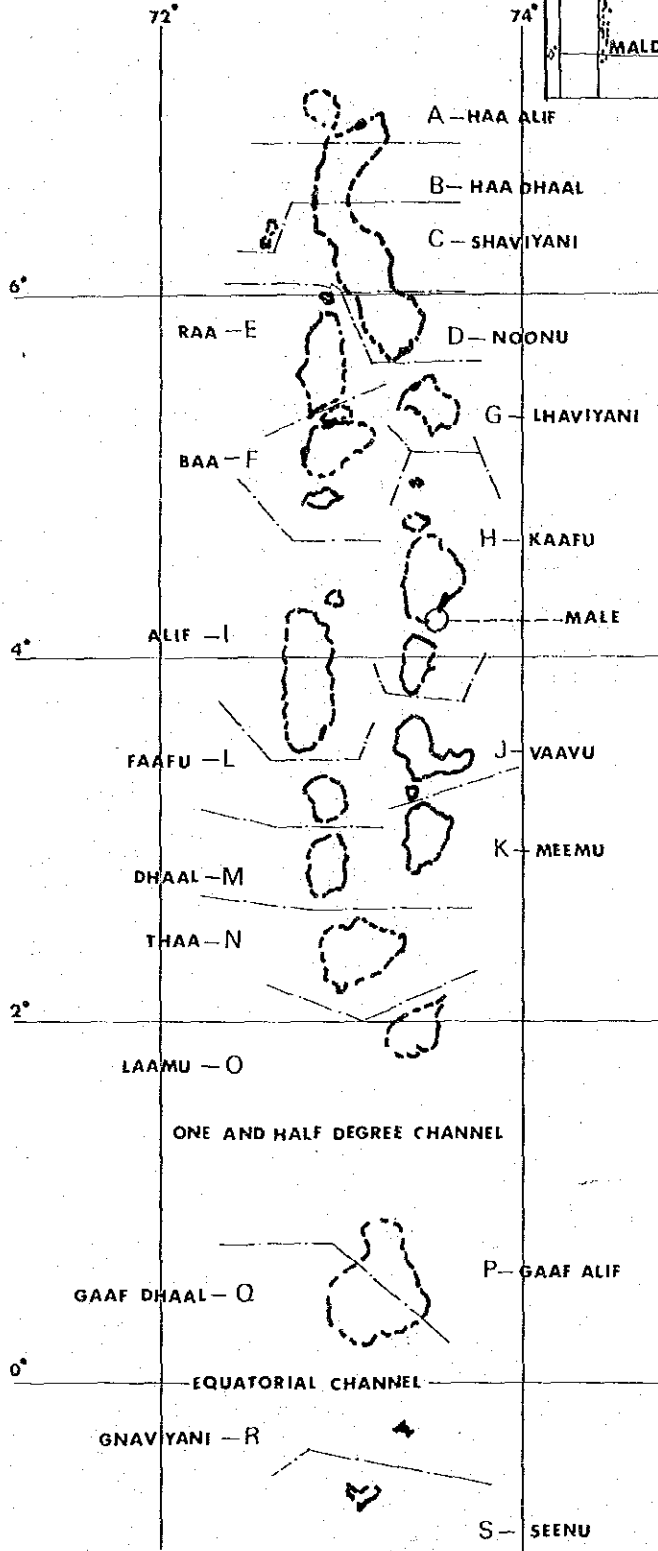 72° 74°
MALD
A — HAA ALIF
B — HAA DHAAL
C — SHAVIYANI
6°
RAA — E
D — NOONU
G — LHAVIYANI
BAA — F
H — KAAFU
MALE
ALIF — I
4°
FAAFU — L
J — VAAVU
K — MEEMU
DHAAL — M
THAA — N
2°
LAAMU — O
ONE AND HALF DEGREE CHANNEL
P — GAAF ALIF
GAAF DHAAL — Q
0°
EQUATORIAL CHANNEL
GNAVIYANI — R
S — SEENU